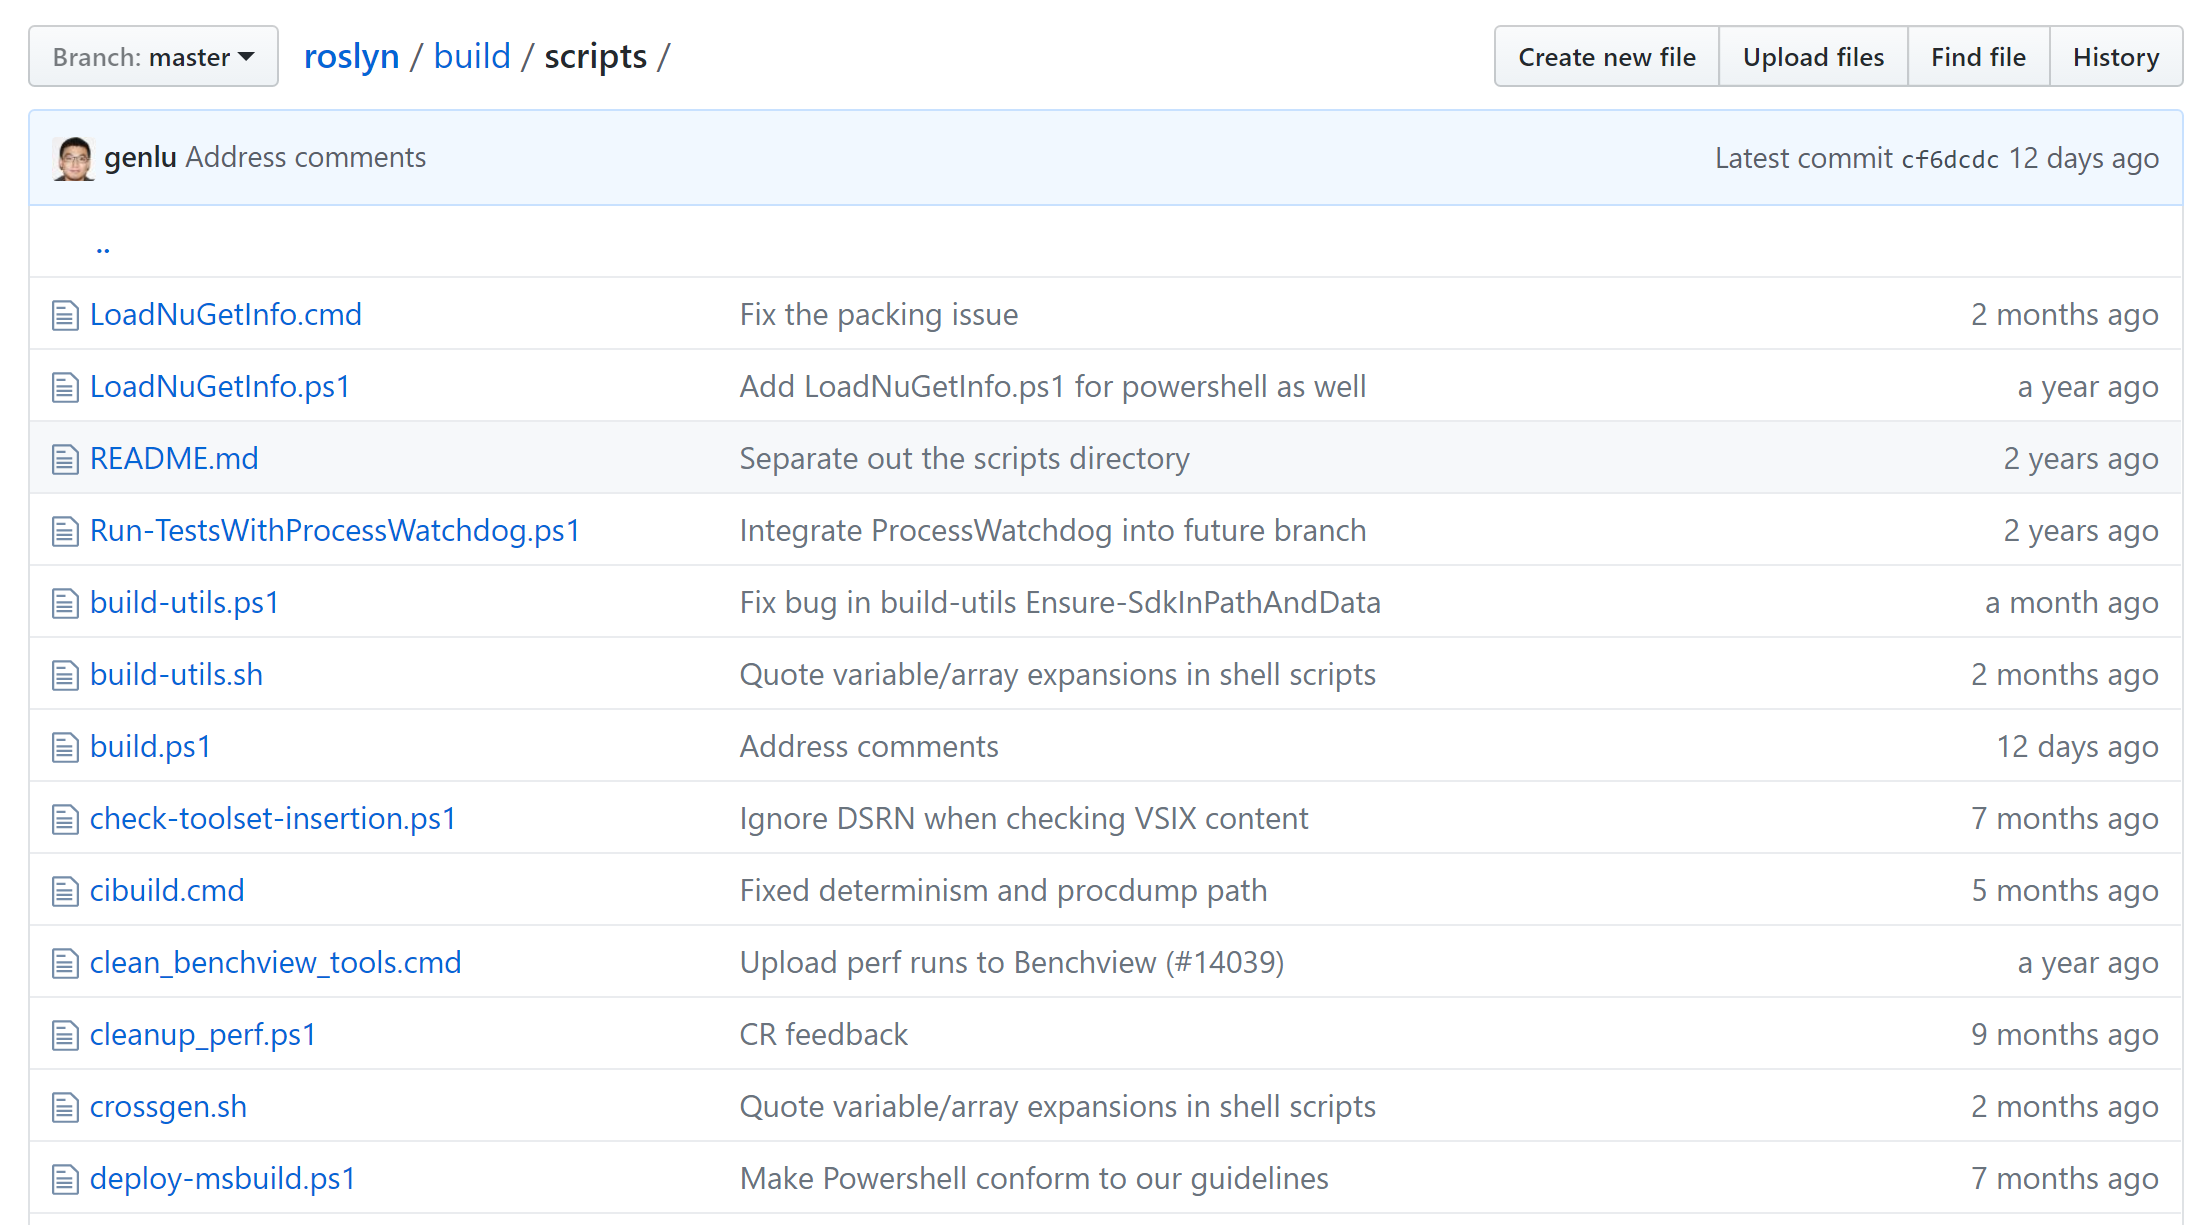 Branch: master roslyn / build / scripts / Create new file Upload files Find file History
genlu Address comments Latest commit cf6dcdc 12 days ago
..
LoadNuGetInfo.cmd Fix the packing issue 2 months ago
LoadNuGetInfo.ps1 Add LoadNuGetInfo.ps1 for powershell as well a year ago
README.md Separate out the scripts directory 2 years ago
Run-TestsWithProcessWatchdog.ps1 Integrate ProcessWatchdog into future branch 2 years ago
build-utils.ps1 Fix bug in build-utils Ensure-SdkInPathAndData a month ago
build-utils.sh Quote variable/array expansions in shell scripts 2 months ago
build.ps1 Address comments 12 days ago
check-toolset-insertion.ps1 Ignore DSRN when checking VSIX content 7 months ago
cibuild.cmd Fixed determinism and procdump path 5 months ago
clean_benchview_tools.cmd Upload perf runs to Benchview (#14039) a year ago
cleanup_perf.ps1 CR feedback 9 months ago
crossgen.sh Quote variable/array expansions in shell scripts 2 months ago
deploy-msbuild.ps1 Make Powershell conform to our guidelines 7 months ago